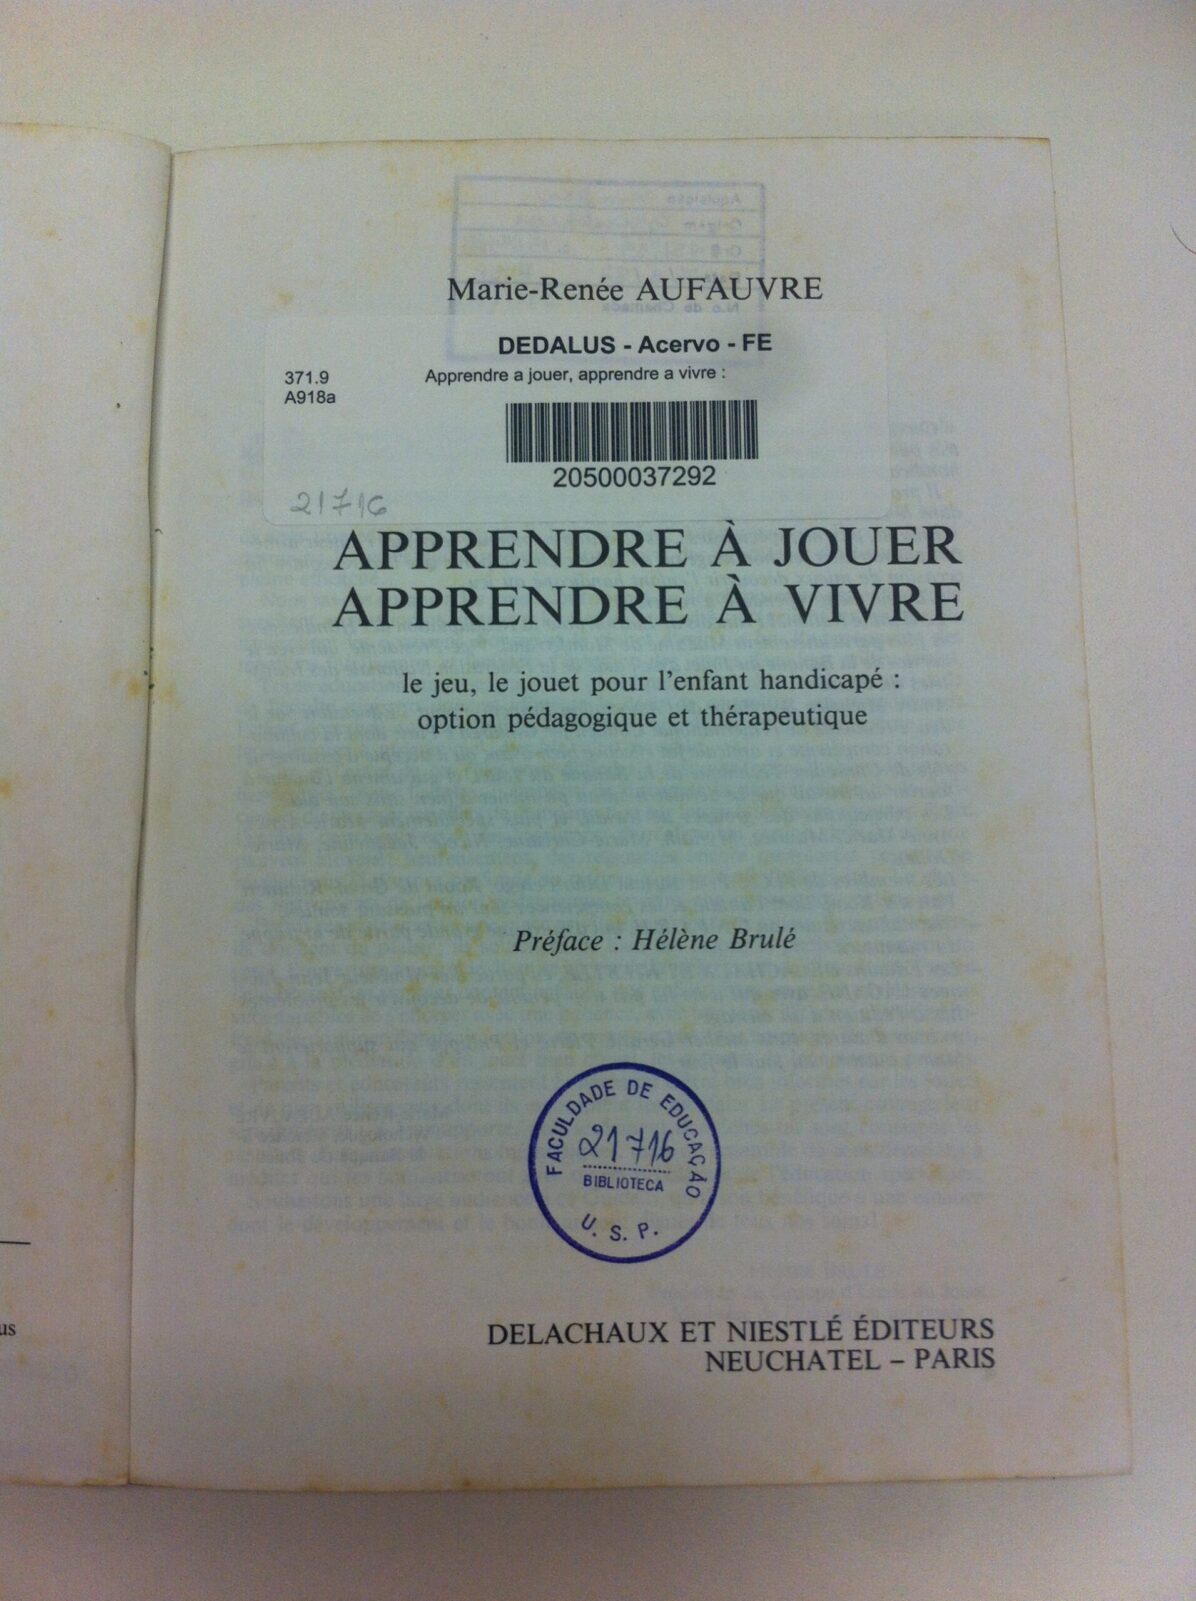 Marie-Renée AUFAUVRE
DEDALUS - Acervo - FE
371.9
A918a
Apprendre a jouer, apprendre a vivre :
20500037292
21716
APPRENDRE À JOUER
APPRENDRE À VIVRE
le jeu, le jouet pour l'enfant handicapé :
option pédagogique et thérapeutique
Préface : Hélène Brulé
FACULDADE DE EDUCAÇÃO
21716
BIBLIOTECA
U. S. P.
DELACHAUX ET NIESTLÉ ÉDITEURS
NEUCHATEL – PARIS
us